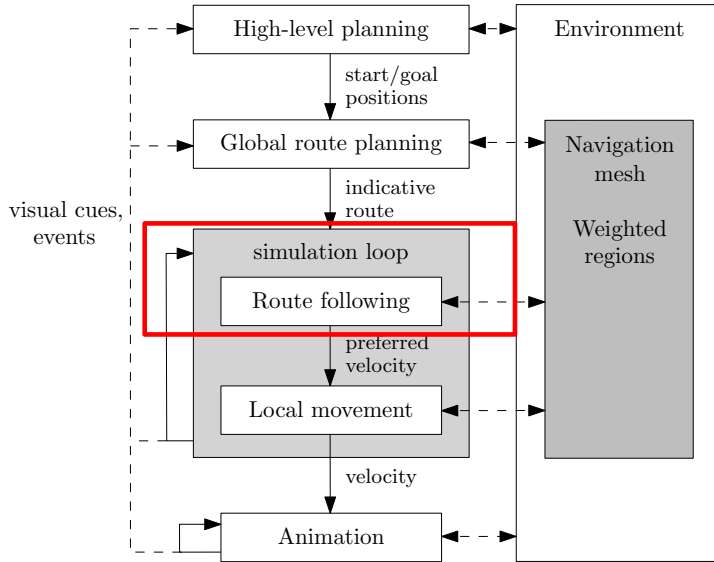 High-level planning
Environment
start/goal
positions
Global route planning
Navigation
mesh
indicative
route
visual cues,
events
Weighted
regions
simulation loop
Route following
preferred
velocity
Local movement
velocity
Animation